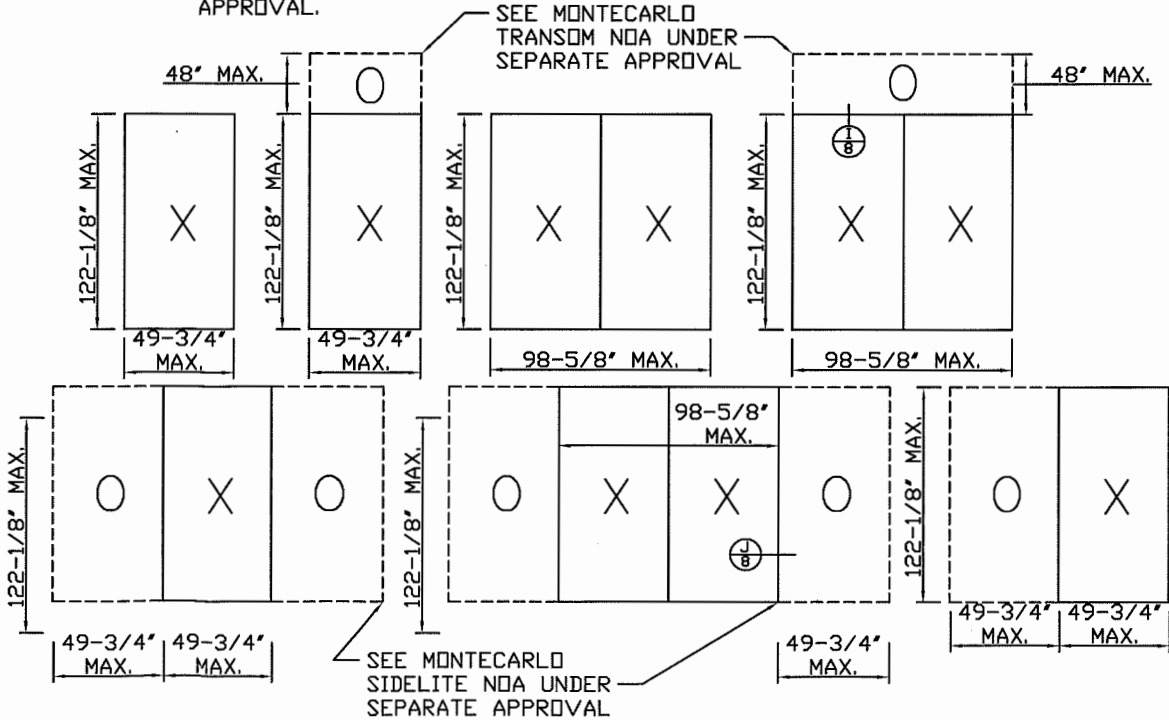 APPROVAL.
SEE MONTECARLO
TRANSOM NOA UNDER
SEPARATE APPROVAL
48" MAX.
O
O
48" MAX.
I
8
122-1/8" MAX.
X
122-1/8" MAX.
X
122-1/8" MAX.
X
X
122-1/8" MAX.
X
X
49-3/4"
MAX.
49-3/4"
MAX.
98-5/8" MAX.
98-5/8" MAX.
98-5/8"
MAX.
122-1/8" MAX.
O
X
O
122-1/8" MAX.
O
X
X
O
122-1/8" MAX.
O
X
J
8
49-3/4"
MAX.
49-3/4"
MAX.
49-3/4"
MAX.
49-3/4"
MAX.
49-3/4"
MAX.
SEE MONTECARLO
SIDELITE NOA UNDER
SEPARATE APPROVAL